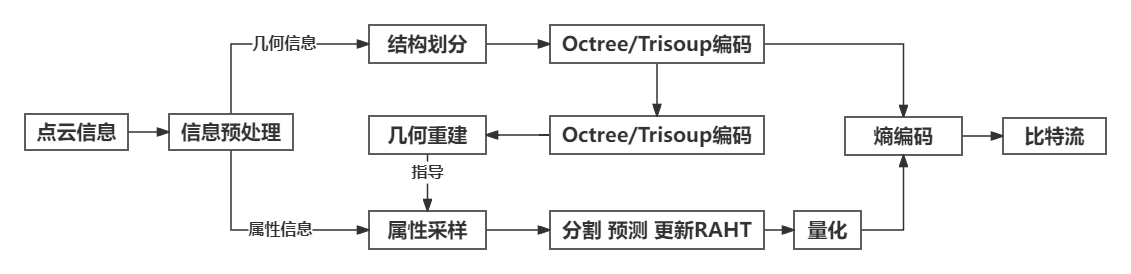 几何信息
结构划分
Octree/Trisoup编码
点云信息
信息预处理
几何重建
Octree/Trisoup编码
熵编码
比特流
指导
属性信息
属性采样
分割 预测 更新RAHT
量化